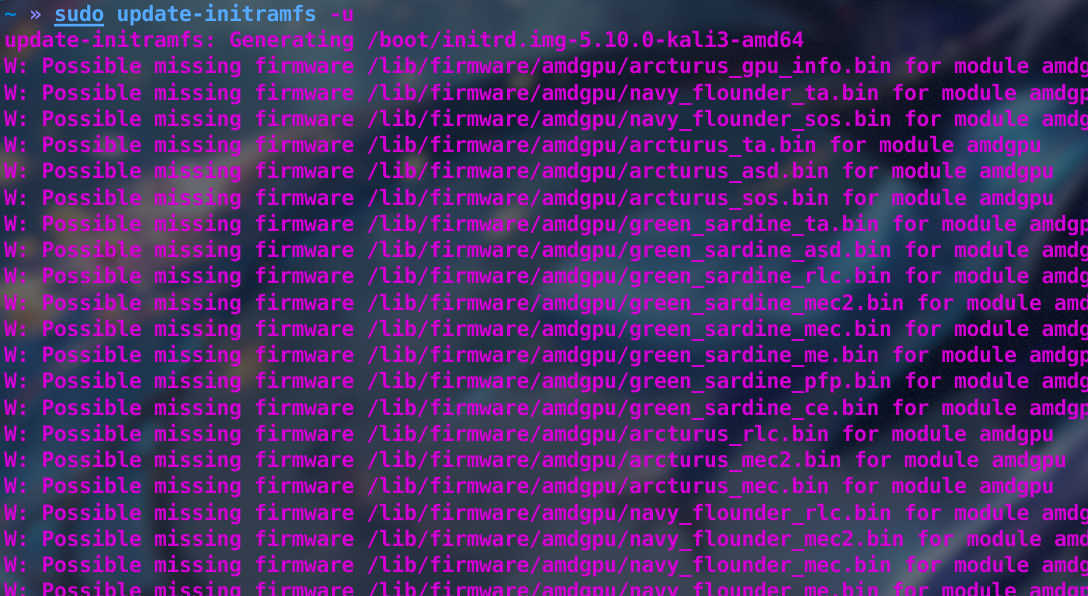 ~ » sudo update-initramfs -u
update-initramfs: Generating /boot/initrd.img-5.10.0-kali3-amd64
W: Possible missing firmware /lib/firmware/amdgpu/arcturus_gpu_info.bin for module amdg
W: Possible missing firmware /lib/firmware/amdgpu/navy_flounder_ta.bin for module amdgp
W: Possible missing firmware /lib/firmware/amdgpu/navy_flounder_sos.bin for module amdg
W: Possible missing firmware /lib/firmware/amdgpu/arcturus_ta.bin for module amdgpu
W: Possible missing firmware /lib/firmware/amdgpu/arcturus_asd.bin for module amdgpu
W: Possible missing firmware /lib/firmware/amdgpu/arcturus_sos.bin for module amdgpu
W: Possible missing firmware /lib/firmware/amdgpu/green_sardine_ta.bin for module amdgp
W: Possible missing firmware /lib/firmware/amdgpu/green_sardine_asd.bin for module amdg
W: Possible missing firmware /lib/firmware/amdgpu/green_sardine_rlc.bin for module amdg
W: Possible missing firmware /lib/firmware/amdgpu/green_sardine_mec2.bin for module amd
W: Possible missing firmware /lib/firmware/amdgpu/green_sardine_mec.bin for module amdg
W: Possible missing firmware /lib/firmware/amdgpu/green_sardine_me.bin for module amdgp
W: Possible missing firmware /lib/firmware/amdgpu/green_sardine_pfp.bin for module amdg
W: Possible missing firmware /lib/firmware/amdgpu/green_sardine_ce.bin for module amdgp
W: Possible missing firmware /lib/firmware/amdgpu/arcturus_rlc.bin for module amdgpu
W: Possible missing firmware /lib/firmware/amdgpu/arcturus_mec2.bin for module amdgpu
W: Possible missing firmware /lib/firmware/amdgpu/arcturus_mec.bin for module amdgpu
W: Possible missing firmware /lib/firmware/amdgpu/navy_flounder_rlc.bin for module amdg
W: Possible missing firmware /lib/firmware/amdgpu/navy_flounder_mec2.bin for module amd
W: Possible missing firmware /lib/firmware/amdgpu/navy_flounder_mec.bin for module amdg
W: Possible missing firmware /lib/firmware/amdgpu/navy_flounder_me.bin for module amdgp